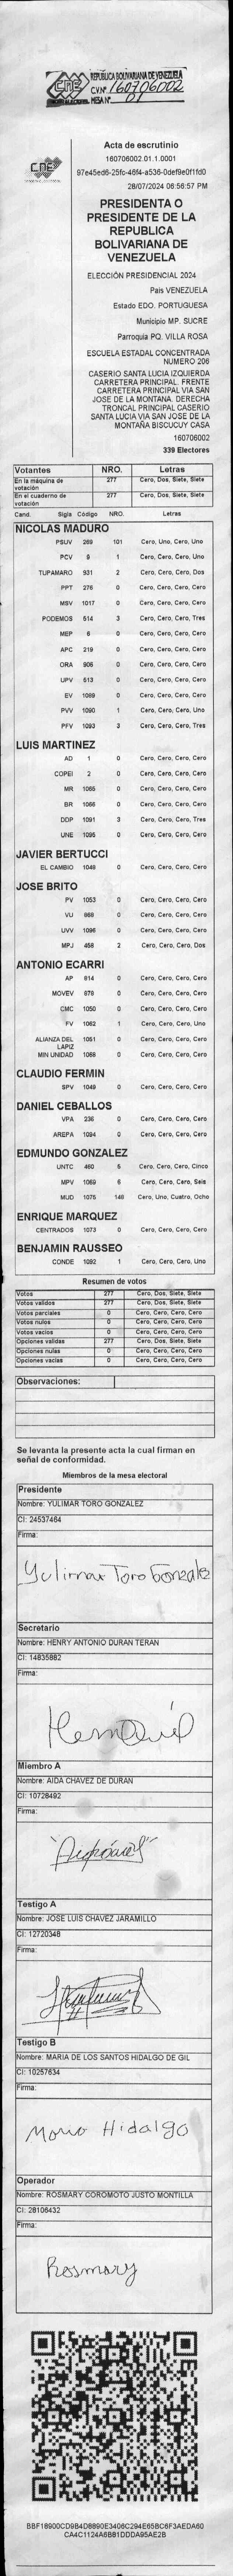 CNE
REPUBLICA BOLIVARIANA DE VENEZUELA
C.V.Nº 160706002
MESA Nº 01
CNE
Acta de escrutinio
160706002.01.1.0001
97e45ed6-25fc-46f4-a536-0def9e0f1fd0
28/07/2024 06:56:57 PM
PRESIDENTA O
PRESIDENTE DE LA
REPUBLICA
BOLIVARIANA DE
VENEZUELA
ELECCIÓN PRESIDENCIAL 2024
Pais VENEZUELA
Estado EDO. PORTUGUESA
Municipio MP. SUCRE
Parroquia PQ. VILLA ROSA
ESCUELA ESTADAL CONCENTRADA
NUMERO 206
CASERIO SANTA LUCIA IZQUIERDA
CARRETERA PRINCIPAL. FRENTE
CARRETERA PRINCIPAL VIA SAN
JOSE DE LA MONTANA. DERECHA
TRONCAL PRINCIPAL CASERIO
SANTA LUCIA VIA SAN JOSE DE LA
MONTAÑA BISCUCUY CASA
160706002
339 Electores
Votantes NRO. Letras
En la máquina de votación 277 Cero, Dos, Siete, Siete
En el cuaderno de votación 277 Cero, Dos, Siete, Siete
Cand. Sigla Código NRO. Letras
NICOLAS MADURO
PSUV 269 101 Cero, Uno, Cero, Uno
PCV 9 1 Cero, Cero, Cero, Uno
TUPAMARO 931 2 Cero, Cero, Cero, Dos
PPT 276 0 Cero, Cero, Cero, Cero
MSV 1017 0 Cero, Cero, Cero, Cero
PODEMOS 514 3 Cero, Cero, Cero, Tres
MEP 6 0 Cero, Cero, Cero, Cero
APC 219 0 Cero, Cero, Cero, Cero
ORA 906 0 Cero, Cero, Cero, Cero
UPV 513 0 Cero, Cero, Cero, Cero
EV 1089 0 Cero, Cero, Cero, Cero
PVV 1090 1 Cero, Cero, Cero, Uno
PFV 1093 3 Cero, Cero, Cero, Tres
LUIS MARTINEZ
AD 1 0 Cero, Cero, Cero, Cero
COPEI 2 0 Cero, Cero, Cero, Cero
MR 1065 0 Cero, Cero, Cero, Cero
BR 1066 0 Cero, Cero, Cero, Cero
DDP 1091 3 Cero, Cero, Cero, Tres
UNE 1095 0 Cero, Cero, Cero, Cero
JAVIER BERTUCCI
EL CAMBIO 1046 0 Cero, Cero, Cero, Cero
JOSE BRITO
PV 1053 0 Cero, Cero, Cero, Cero
VU 868 0 Cero, Cero, Cero, Cero
UVV 1096 0 Cero, Cero, Cero, Cero
MPJ 458 2 Cero, Cero, Cero, Dos
ANTONIO ECARRI
AP 814 0 Cero, Cero, Cero, Cero
MOVEV 879 0 Cero, Cero, Cero, Cero
CMC 1050 0 Cero, Cero, Cero, Cero
FV 1062 1 Cero, Cero, Cero, Uno
ALIANZA DEL LAPIZ 1051 0 Cero, Cero, Cero, Cero
MIN UNIDAD 1068 0 Cero, Cero, Cero, Cero
CLAUDIO FERMIN
SPV 1049 0 Cero, Cero, Cero, Cero
DANIEL CEBALLOS
VPA 236 0 Cero, Cero, Cero, Cero
AREPA 1094 0 Cero, Cero, Cero, Cero
EDMUNDO GONZALEZ
UNTC 460 5 Cero, Cero, Cero, Cinco
MPV 1069 6 Cero, Cero, Cero, Seis
MUD 1075 148 Cero, Uno, Cuatro, Ocho
ENRIQUE MARQUEZ
CENTRADOS 1073 0 Cero, Cero, Cero, Cero
BENJAMIN RAUSSEO
CONDE 1092 1 Cero, Cero, Cero, Uno
Resumen de votos
Votos 277 Cero, Dos, Siete, Siete
Votos validos 277 Cero, Dos, Siete, Siete
Votos parciales 0 Cero, Cero, Cero, Cero
Votos nulos 0 Cero, Cero, Cero, Cero
Votos vacios 0 Cero, Cero, Cero, Cero
Opciones validas 277 Cero, Dos, Siete, Siete
Opciones nulas 0 Cero, Cero, Cero, Cero
Opciones vacias 0 Cero, Cero, Cero, Cero
Observaciones:
Se levanta la presente acta la cual firman en
señal de conformidad.
Miembros de la mesa electoral
Presidente
Nombre: YULIMAR TORO GONZALEZ
CI: 24537464
Firma:
Yulimar Toro Gonzalez
Secretario
Nombre: HENRY ANTONIO DURAN TERAN
CI: 14835882
Firma:
Miembro A
Nombre: AIDA CHAVEZ DE DURAN
CI: 10728492
Firma:
Testigo A
Nombre: JOSE LUIS CHAVEZ JARAMILLO
CI: 12720348
Firma:
Testigo B
Nombre: MARIA DE LOS SANTOS HIDALGO DE GIL
CI: 10257634
Firma:
Maria Hidalgo
Operador
Nombre: ROSMARY COROMOTO JUSTO MONTILLA
CI: 28106432
Firma:
Rosmary
BBF18900CD9B4D8890E3406C294E65BC6F3AEDA60
CA4C1124A6B81DDDA95AE2B